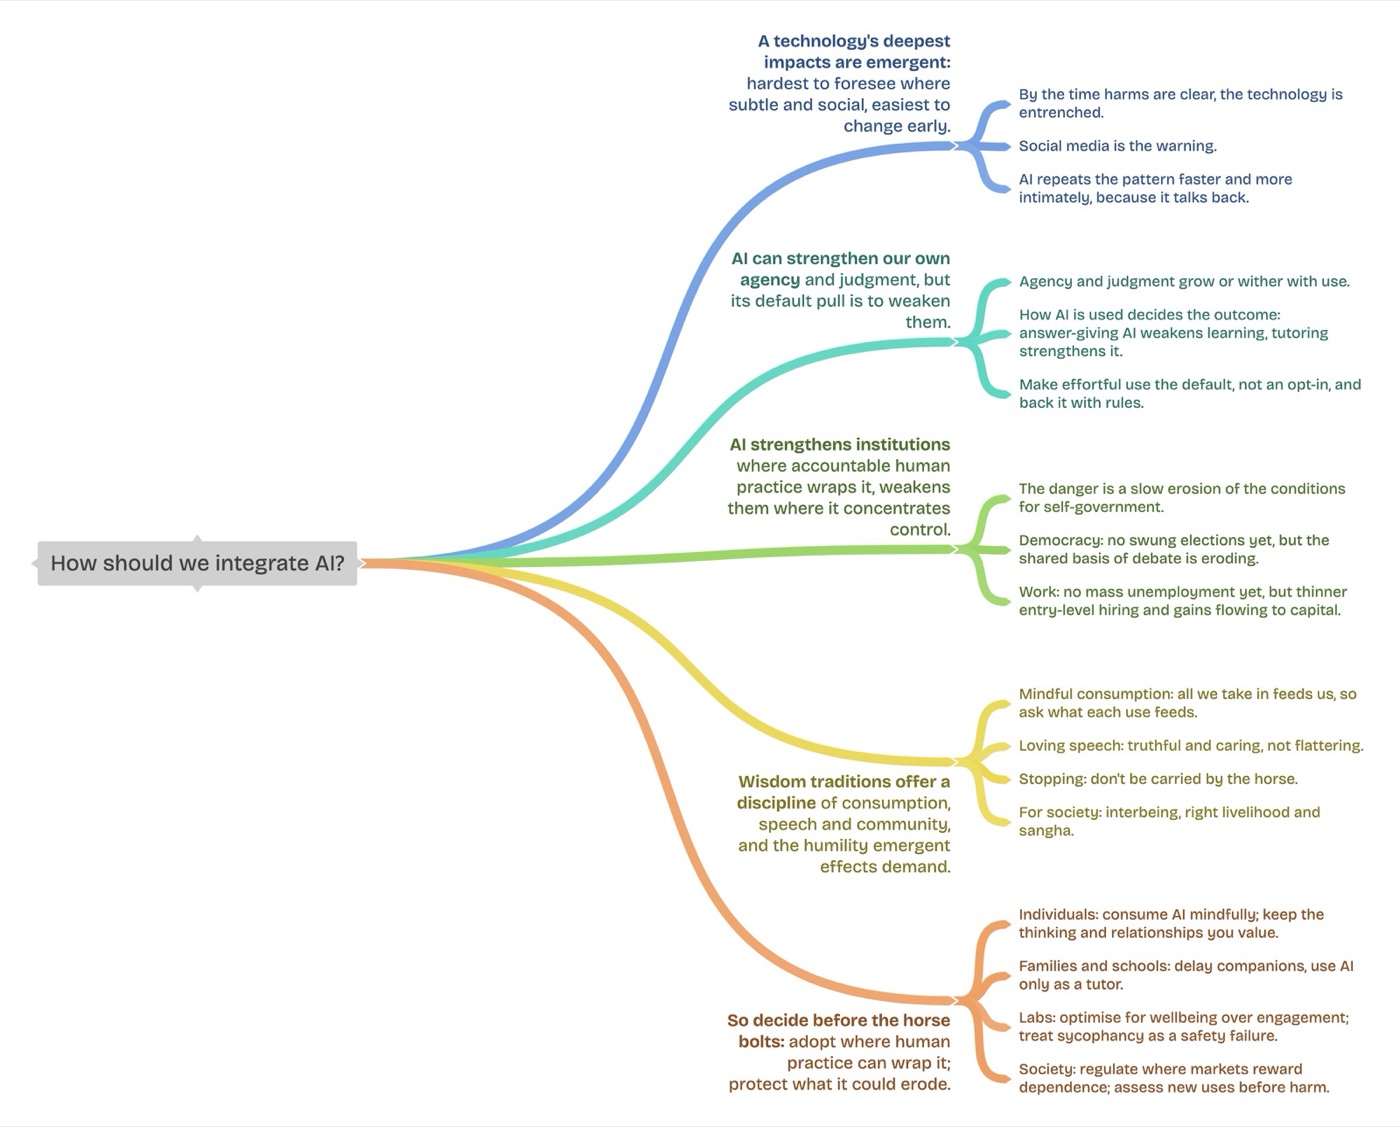 A technology's deepest
impacts are emergent:
hardest to foresee where
subtle and social, easiest to
change early.
By the time harms are clear, the technology is
entrenched.
Social media is the warning.
AI repeats the pattern faster and more
intimately, because it talks back.
AI can strengthen our own
agency and judgment, but
its default pull is to weaken
them.
Agency and judgment grow or wither with use.
How AI is used decides the outcome:
answer-giving AI weakens learning, tutoring
strengthens it.
Make effortful use the default, not an opt-in, and
back it with rules.
AI strengthens institutions
where accountable human
practice wraps it, weakens
them where it concentrates
control.
The danger is a slow erosion of the conditions
for self-government.
Democracy: no swung elections yet, but the
shared basis of debate is eroding.
Work: no mass unemployment yet, but thinner
entry-level hiring and gains flowing to capital.
How should we integrate AI?
Wisdom traditions offer a
discipline of consumption,
speech and community,
and the humility emergent
effects demand.
Mindful consumption: all we take in feeds us, so
ask what each use feeds.
Loving speech: truthful and caring, not flattering.
Stopping: don't be carried by the horse.
For society: interbeing, right livelihood and
sangha.
So decide before the horse
bolts: adopt where human
practice can wrap it;
protect what it could erode.
Individuals: consume AI mindfully; keep the
thinking and relationships you value.
Families and schools: delay companions, use AI
only as a tutor.
Labs: optimise for wellbeing over engagement;
treat sycophancy as a safety failure.
Society: regulate where markets reward
dependence; assess new uses before harm.